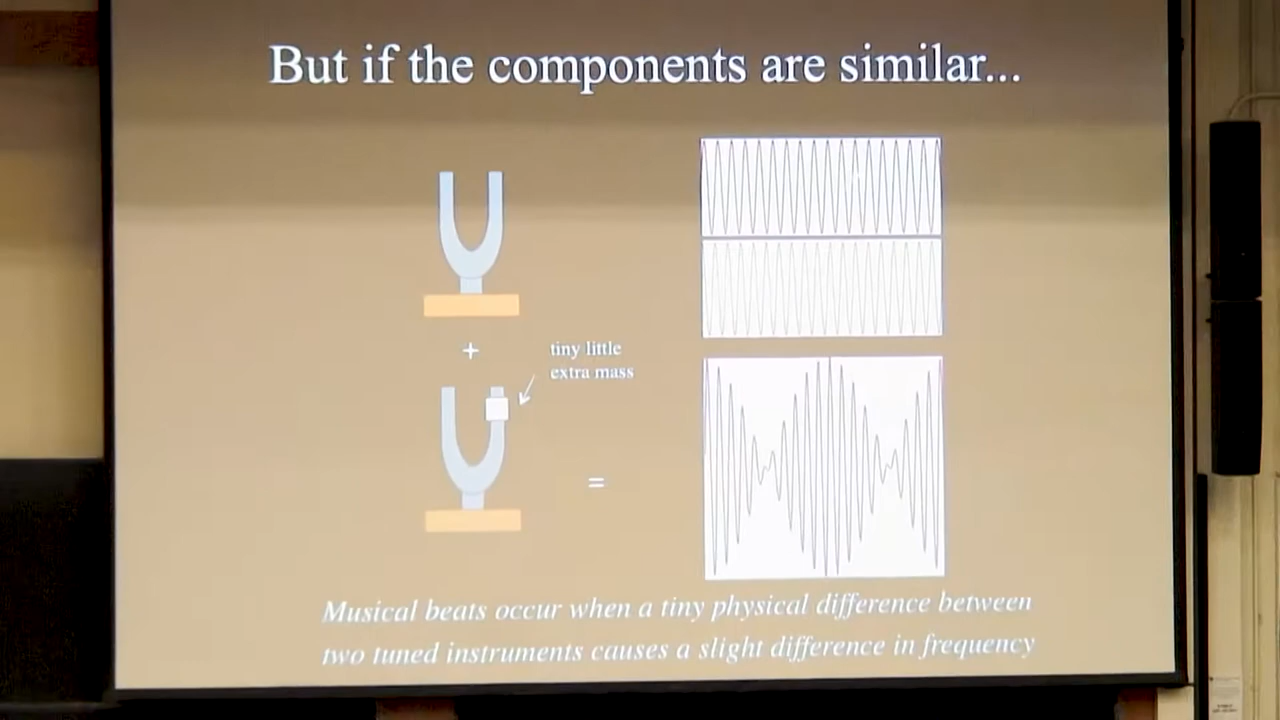 But if the components are similar...
+
tiny little
extra mass
=
Musical beats occur when a tiny physical difference between
two tuned instruments causes a slight difference in frequency